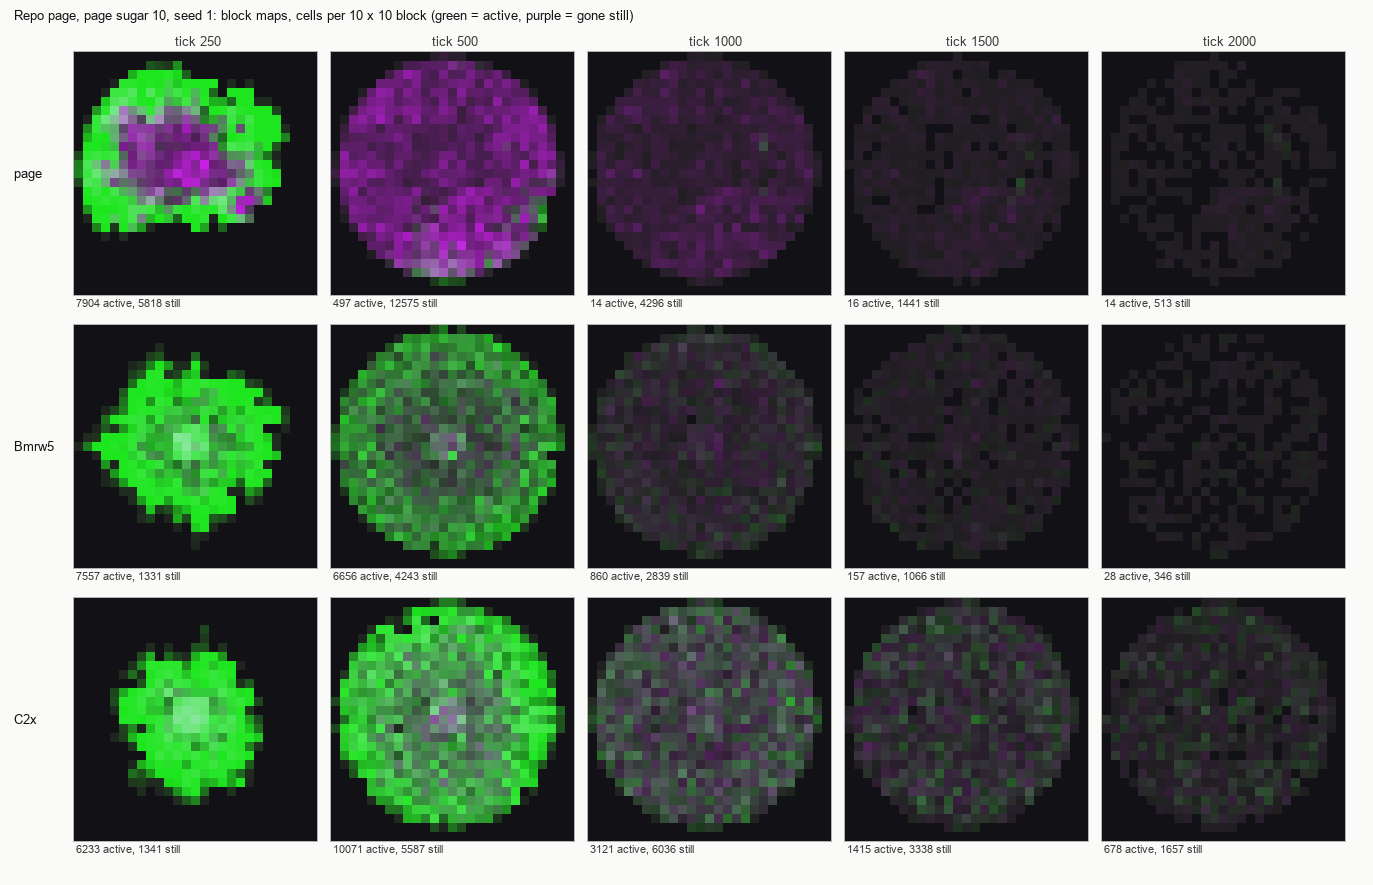 Repo page, page sugar 10, seed 1: block maps, cells per 10 x 10 block (green = active, purple = gone still)
tick 250 tick 500 tick 1000 tick 1500 tick 2000
page
7904 active, 5818 still 497 active, 12575 still 14 active, 4296 still 16 active, 1441 still 14 active, 513 still
Bmrw5
7557 active, 1331 still 6656 active, 4243 still 860 active, 2839 still 157 active, 1066 still 28 active, 346 still
C2x
6233 active, 1341 still 10071 active, 5587 still 3121 active, 6036 still 1415 active, 3338 still 678 active, 1657 still